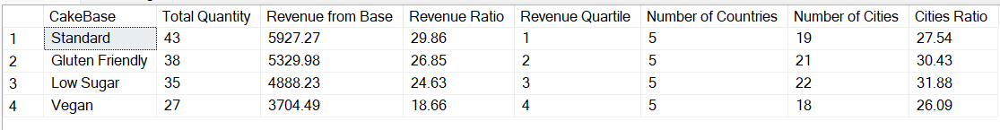 CakeBase Total Quantity Revenue from Base Revenue Ratio Revenue Quartile Number of Countries Number of Cities Cities Ratio
1 Standard 43 5927.27 29.86 1 5 19 27.54
2 Gluten Friendly 38 5329.98 26.85 2 5 21 30.43
3 Low Sugar 35 4888.23 24.63 3 5 22 31.88
4 Vegan 27 3704.49 18.66 4 5 18 26.09